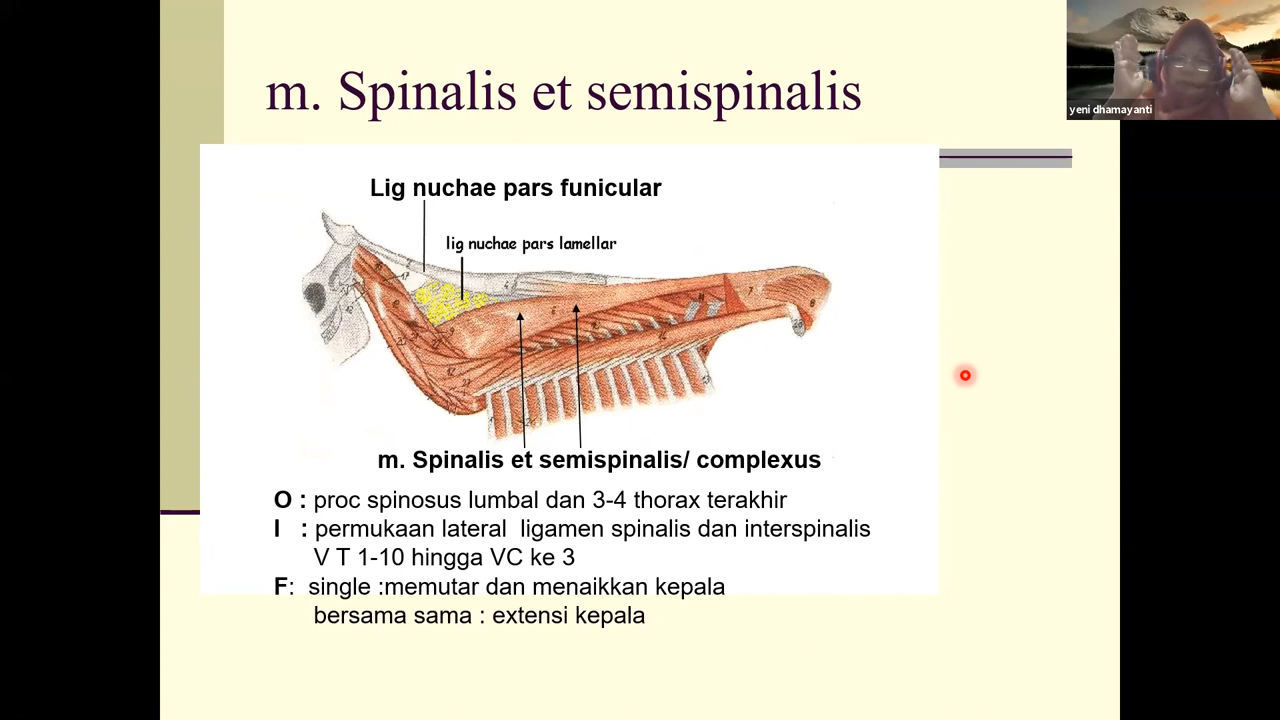 m. Spinalis et semispinalis
yeni dhamayanti
Lig nuchae pars funicular
lig nuchae pars lamellar
m. Spinalis et semispinalis/ complexus
O : proc spinosus lumbal dan 3-4 thorax terakhir
I : permukaan lateral ligamen spinalis dan interspinalis
V T 1-10 hingga VC ke 3
F: single :memutar dan menaikkan kepala
bersama sama : extensi kepala